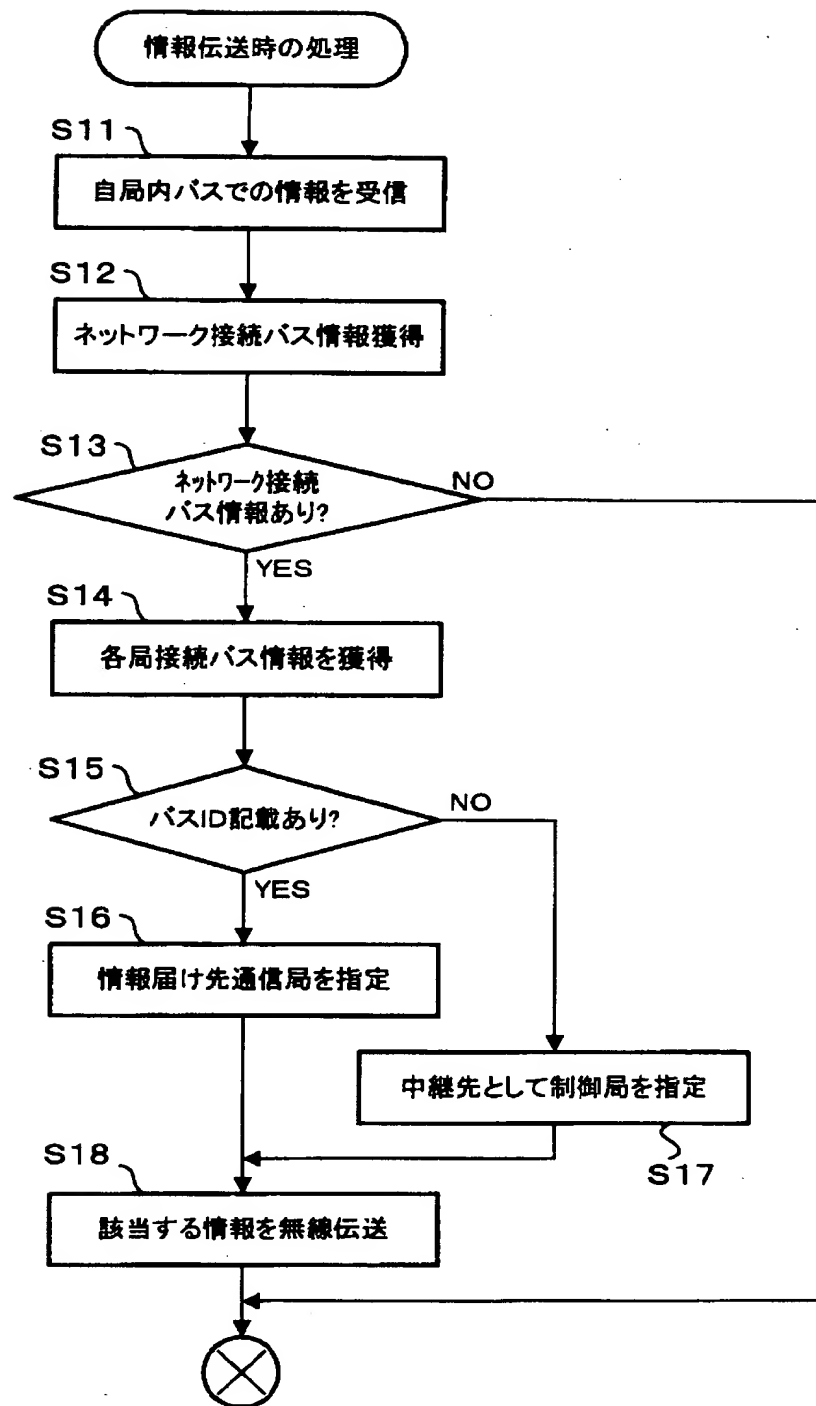 情報伝送時の処理
S11
自局内バスでの情報を受信
S12
ネットワーク接続バス情報獲得
S13
ネットワーク接続
バス情報あり?
NO
YES
S14
各局接続バス情報を獲得
S15
バスID記載あり?
NO
YES
S16
情報届け先通信局を指定
中継先として制御局を指定
S17
S18
該当する情報を無線伝送